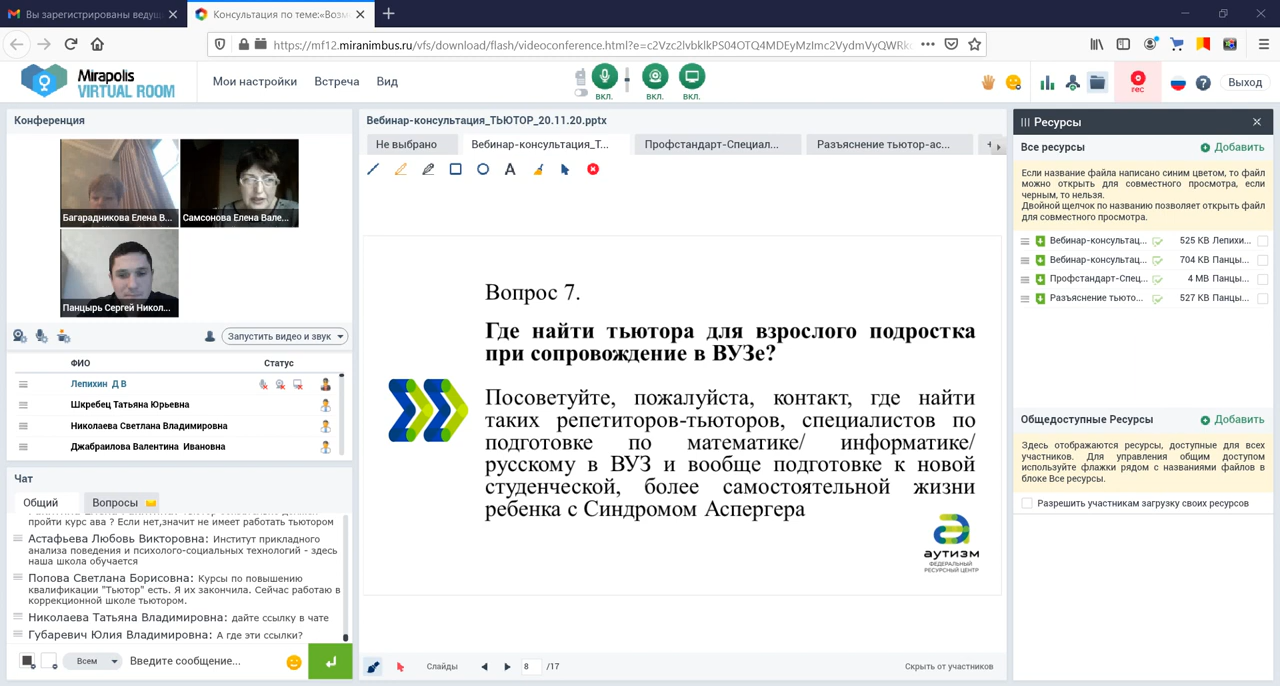 Вы зарегистрированы ведущ
Консультация по теме:«Возм
https://mf12.miranimbus.ru/vfs/download/flash/videoconference.html?e=
Mirapolis
VIRTUAL ROOM
Мои настройки
Встреча
Вид
вкл.
вкл.
вкл.
rec
Выход
Конференция
Багарадникова Елена В...
Самсонова Елена Вале...
Панцырь Сергей Никол...
Запустить видео и звук
ФИО
Статус
Лепихин Д В
Шкребец Татьяна Юрьевна
Николаева Светлана Владимировна
Джабраилова Валентина Ивановна
Чат
Общий
Вопросы
пройти курс ава ? Если нет,значит не имеет работать тьютором
Астафьева Любовь Викторовна: Институт прикладного
анализа поведения и психолого-социальных технологий - здесь
наша школа обучается
Попова Светлана Борисовна: Курсы по повышению
квалификации "Тьютор" есть. Я их закончила. Сейчас работаю в
коррекционной школе тьютором.
Николаева Татьяна Владимировна: дайте ссылку в чате
Губаревич Юлия Владимировна: А где эти ссылки?
Всем
Введите сообщение...
Вебинар-консультация_ТЬЮТОР_20.11.20.pptx
Не выбрано
Вебинар-консультация_Т...
Профстандарт-Специал...
Разъяснение тьютор-ас...
Вопрос 7.
Где найти тьютора для взрослого подростка
при сопровождение в ВУЗе?
Посоветуйте, пожалуйста, контакт, где найти
таких репетиторов-тьюторов, специалистов по
подготовке по математике/ информатике/
русскому в ВУЗ и вообще подготовке к новой
студенческой, более самостоятельной жизни
ребенка с Синдромом Аспергера
аутизм
ФЕДЕРАЛЬНЫЙ
РЕСУРСНЫЙ ЦЕНТР
Слайды
8
/17
Скрыть от участников
Ресурсы
Все ресурсы
Добавить
Если название файла написано синим цветом, то файл
можно открыть для совместного просмотра, если
черным, то нельзя.
Двойной щелчок по названию позволяет открыть файл
для совместного просмотра.
Вебинар-консультац... 525 KB Лепихи...
Вебинар-консультац... 704 KB Панцы...
Профстандарт-Спец... 4 MB Панцы...
Разъяснение тьюто... 527 KB Панцы...
Общедоступные Ресурсы
Добавить
Здесь отображаются ресурсы, доступные для всех
участников. Для управления общим доступом
используйте флажки рядом с названиями файлов в
блоке Все ресурсы.
Разрешить участникам загрузку своих ресурсов